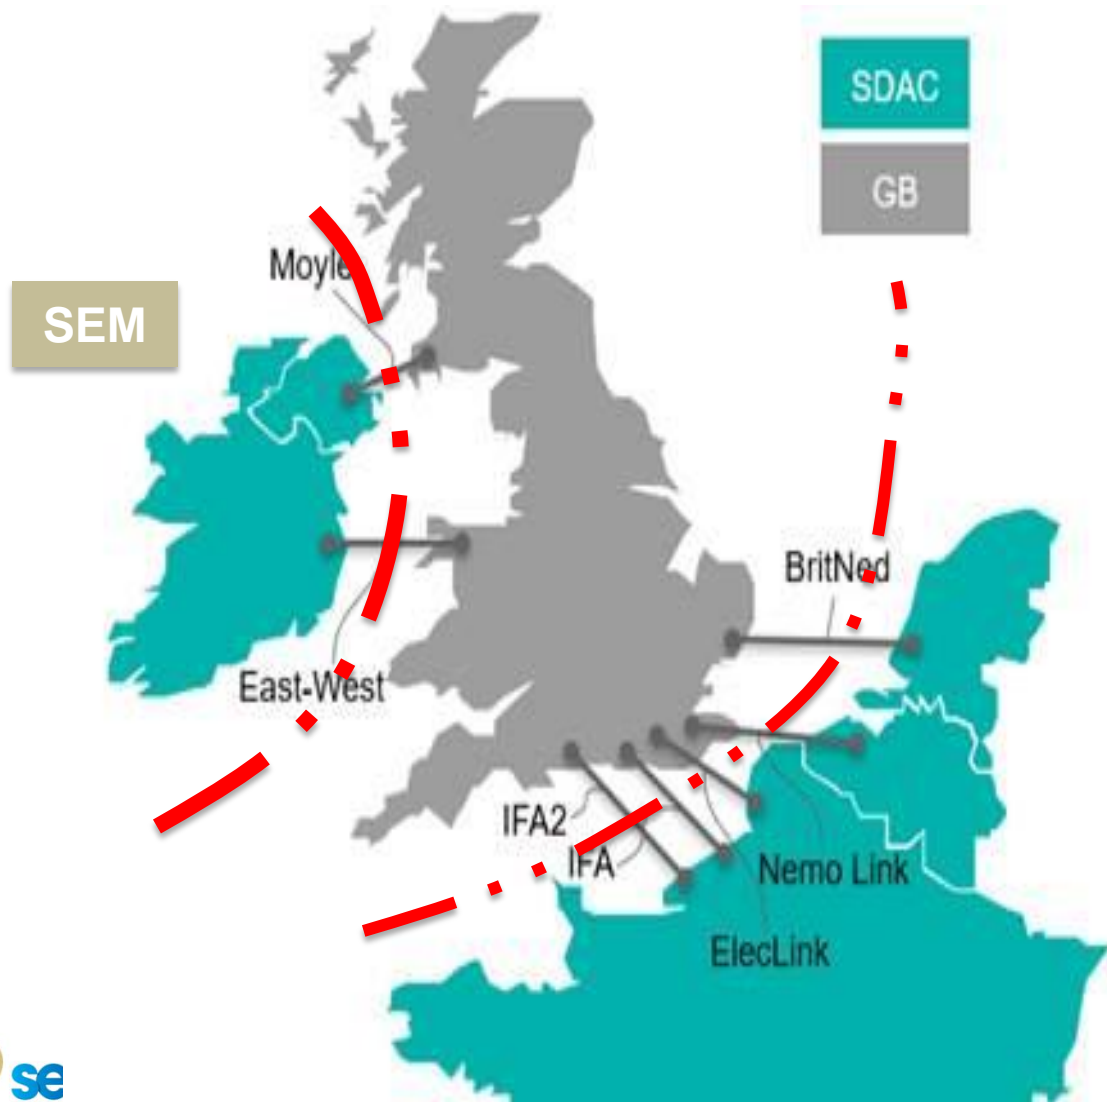 SDAC
GB
Moyle
SEM
BritNed
East-West
IFA2
IFA
Nemo Link
ElecLink
se